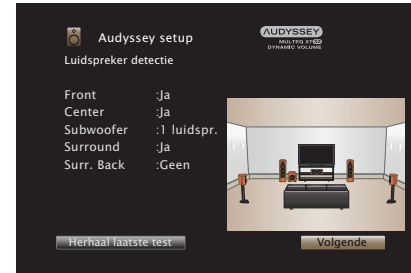 Audyssey setup
AUDYSSEY
MULTEQ XT32
DYNAMIC VOLUME
Luidspreker detectie
Front :Ja
Center :Ja
Subwoofer :1 luidspr.
Surround :Ja
Surr. Back :Geen
Herhaal laatste test
Volgende